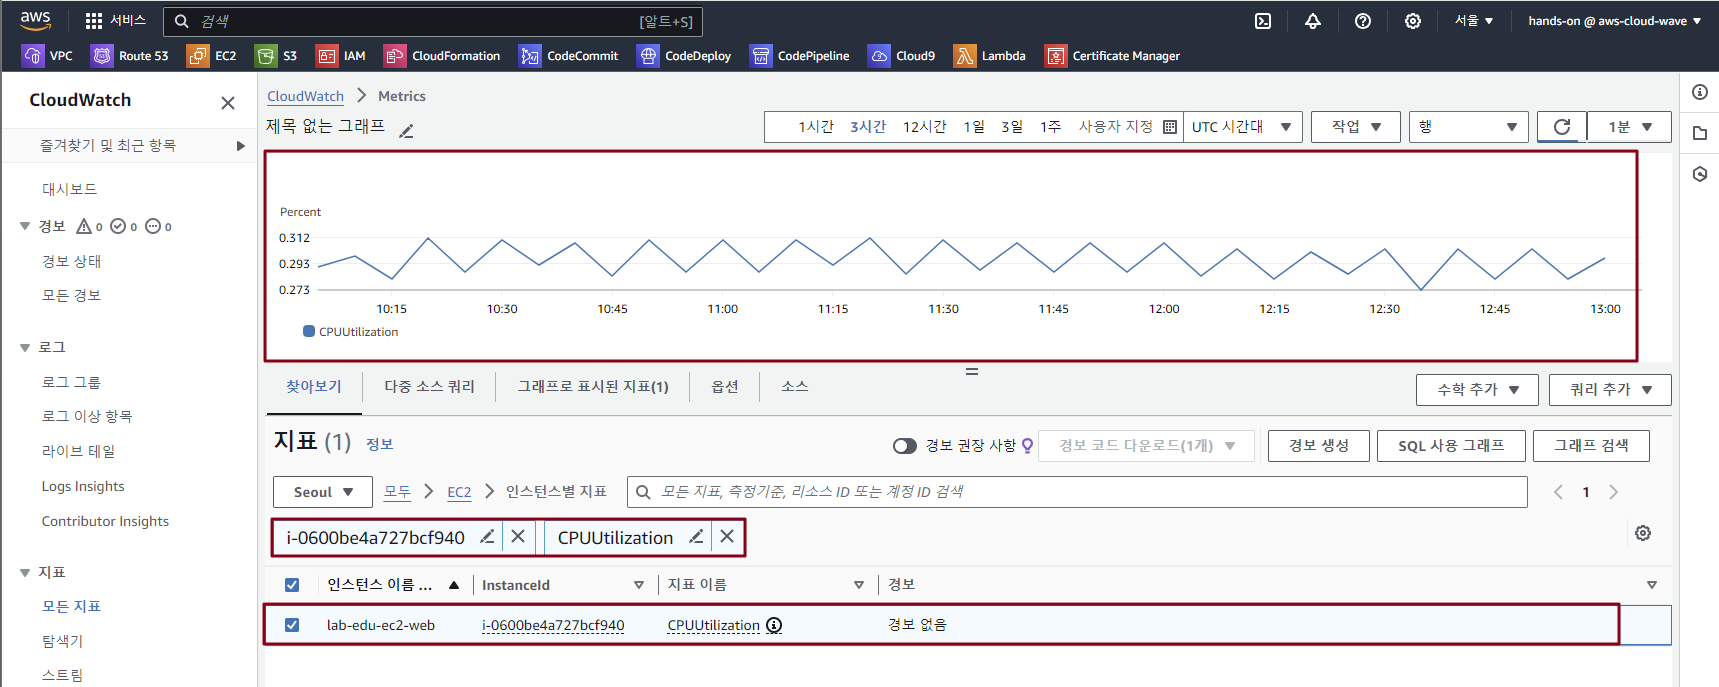 aws 서비스 검색 [알트+S] 서울 ▼ hands-on @ aws-cloud-wave ▼
VPC Route 53 EC2 S3 IAM CloudFormation CodeCommit CodeDeploy CodePipeline Cloud9 Lambda Certificate Manager
CloudWatch
즐겨찾기 및 최근 항목
대시보드
경보 0 0 0
경보 상태
모든 경보
로그
로그 그룹
로그 이상 항목
라이브 테일
Logs Insights
Contributor Insights
지표
모든 지표
탐색기
스트림
CloudWatch > Metrics
제목 없는 그래프
1시간 3시간 12시간 1일 3일 1주 사용자 지정 UTC 시간대 ▼ 작업 ▼ 행 ▼ 1분 ▼
Percent
0.312
0.293
0.273
10:15 10:30 10:45 11:00 11:15 11:30 11:45 12:00 12:15 12:30 12:45 13:00
CPUUtilization
찾아보기 다중 소스 쿼리 그래프로 표시된 지표(1) 옵션 소스 수학 추가 ▼ 쿼리 추가 ▼
지표 (1) 정보 경보 권장 사항 경보 코드 다운로드(1개) ▼ 경보 생성 SQL 사용 그래프 그래프 검색
Seoul ▼ 모두 > EC2 > 인스턴스별 지표 모든 지표, 측정기준, 리소스 ID 또는 계정 ID 검색 < 1 >
i-0600be4a727bcf940 CPUUtilization
인스턴스 이름 ... ▲ InstanceId 지표 이름 경보
lab-edu-ec2-web i-0600be4a727bcf940 CPUUtilization 경보 없음